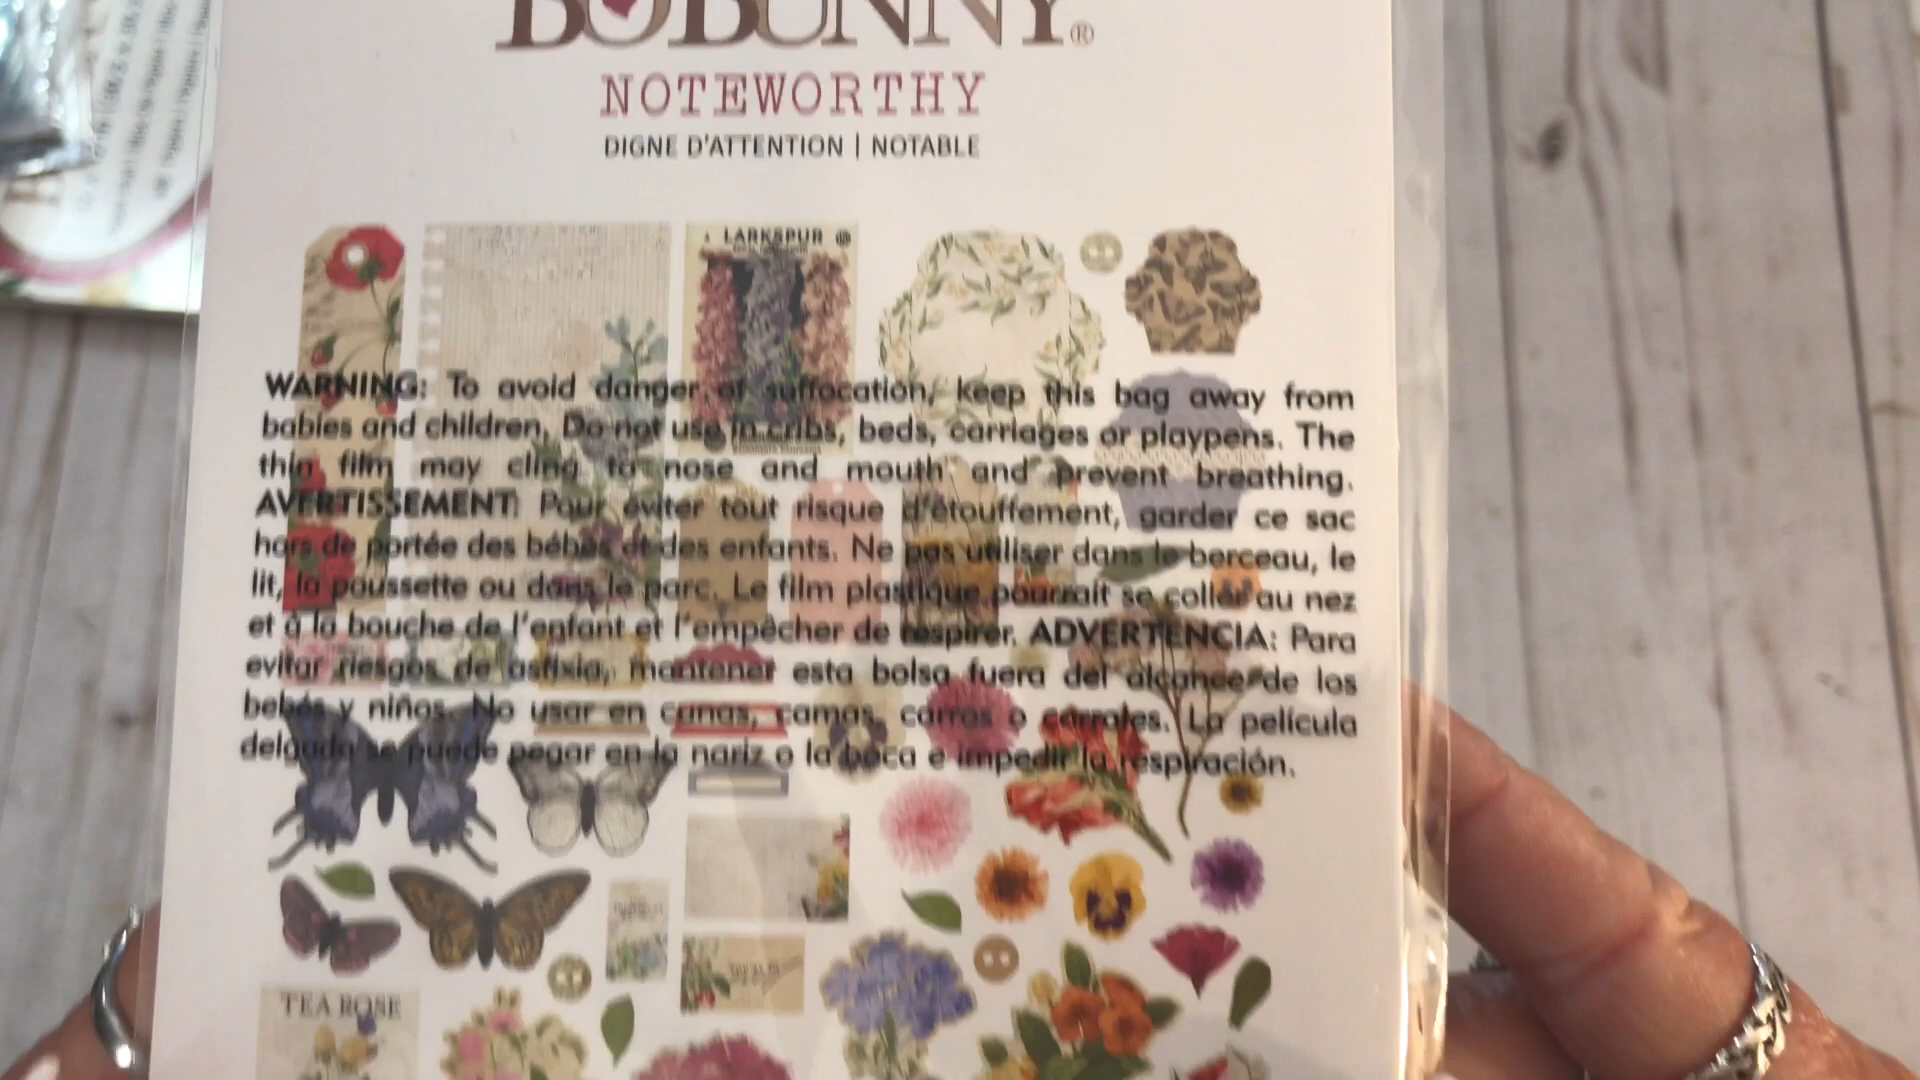 BOBUNNY®
NOTEWORTHY
DIGNE D'ATTENTION | NOTABLE
LARKSPUR
WARNING: To avoid danger of suffocation, keep this bag away from
babies and children. Do not use in cribs, beds, carriages or playpens. The
thin film may cling to nose and mouth and prevent breathing.
AVERTISSEMENT: Pour éviter tout risque d'étouffement, garder ce sac
hors de portée des bébés et des enfants. Ne pas utiliser dans le berceau, le
lit, la poussette ou dans le parc. Le film plastique pourrait se coller au nez
et à la bouche de l'enfant et l'empêcher de respirer. ADVERTENCIA: Para
evitar riesgos de asfixia, mantener esta bolsa fuera del alcance de los
bebés y niños. No usar en cunas, camas, carros o corrales. La película
delgada se puede pegar en la nariz o la boca e impedir la respiración.
TEA ROSE